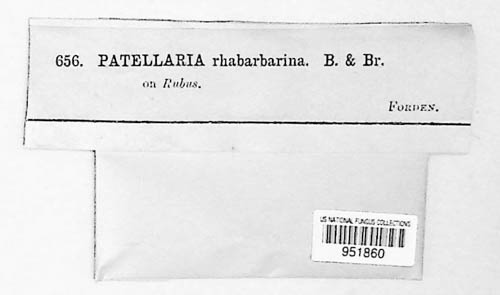 656. PATELLARIA rhabarbarina. B. & Br.
on Rubus.
FORDEN.
US NATIONAL FUNGUS COLLECTIONS
951860